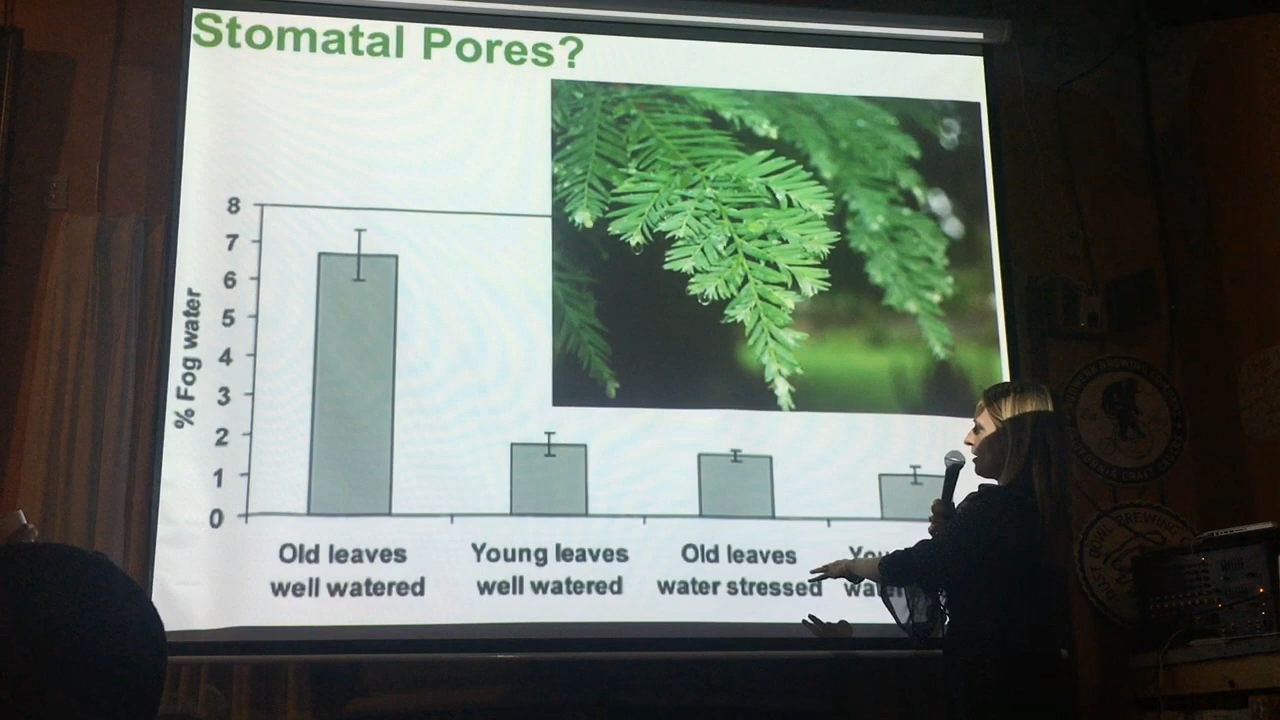 Stomatal Pores?
8
7
6
5
4
3
2
1
0
% Fog water
Old leaves
well watered
Young leaves
well watered
Old leaves
water stressed